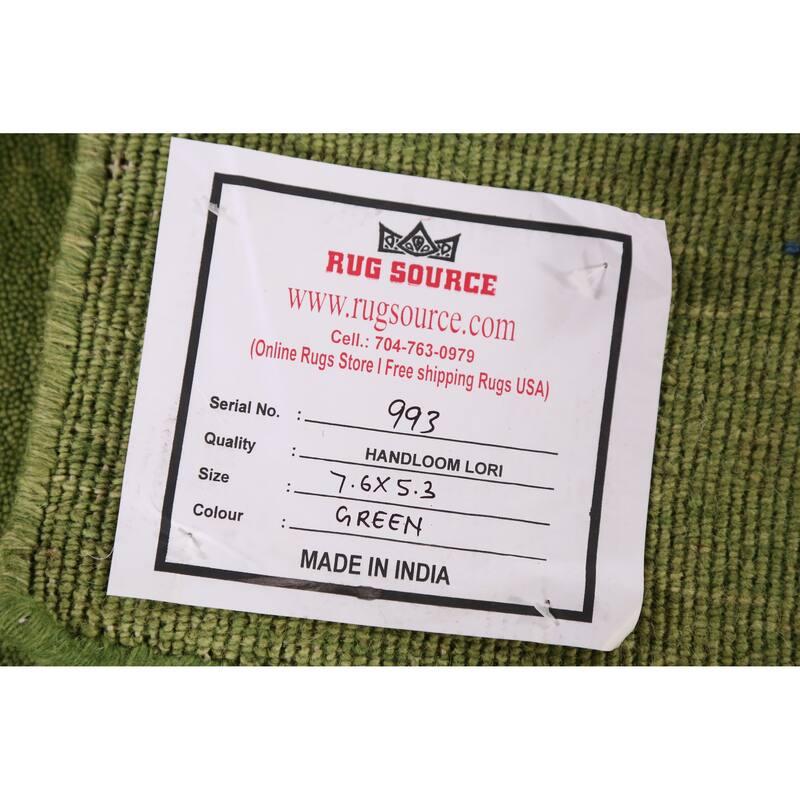 RUG SOURCE
www.rugsource.com
Cell.: 704-763-0979
(Online Rugs Store I Free shipping Rugs USA)
Serial No. : 993
Quality : HANDLOOM LORI
Size : 7.6X5.3
Colour : GREEN
MADE IN INDIA